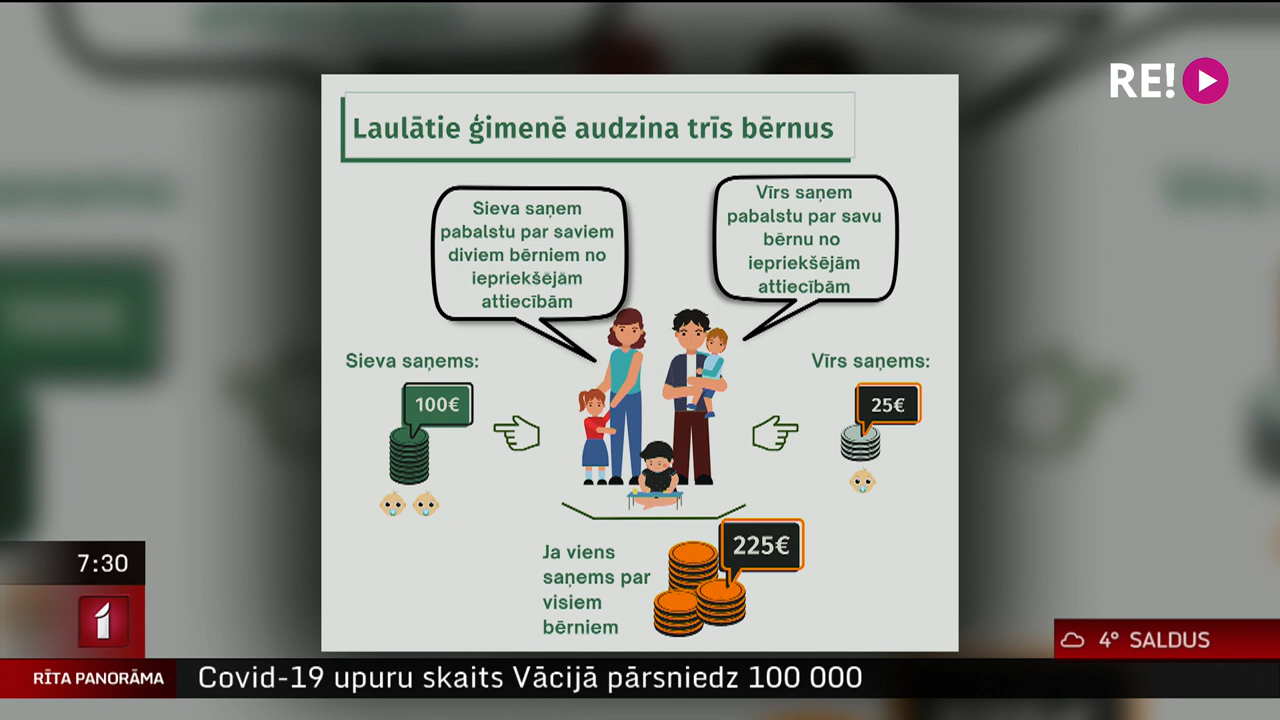 RE!
Laulātie ģimenē audzina trīs bērnus
Sieva saņem
pabalstu par saviem
diviem bērniem no
iepriekšējām
attiecībām
Vīrs saņem
pabalstu par savu
bērnu no
iepriekšējām
attiecībām
Sieva saņems:
100€
Vīrs saņems:
25€
Ja viens
saņems par
visiem
bērniem
225€
7:30
1
4° SALDUS
RĪTA PANORĀMA
Covid-19 upuru skaits Vācijā pārsniedz 100 000